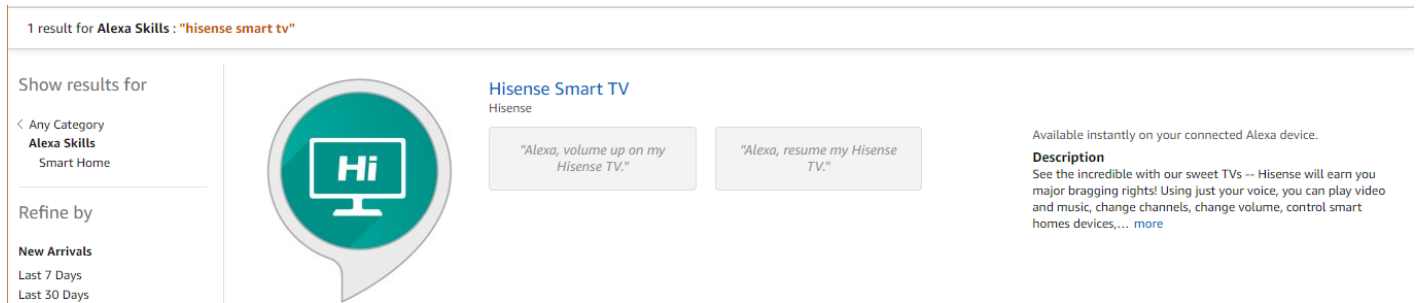 1 result for Alexa Skills : "hisense smart tv"
Show results for
< Any Category
Alexa Skills
Smart Home
Refine by
New Arrivals
Last 7 Days
Last 30 Days
Hi
Hisense Smart TV
Hisense
"Alexa, volume up on my
Hisense TV."
"Alexa, resume my Hisense
TV."
Available instantly on your connected Alexa device.
Description
See the incredible with our sweet TVs -- Hisense will earn you
major bragging rights! Using just your voice, you can play video
and music, change channels, change volume, control smart
homes devices,... more